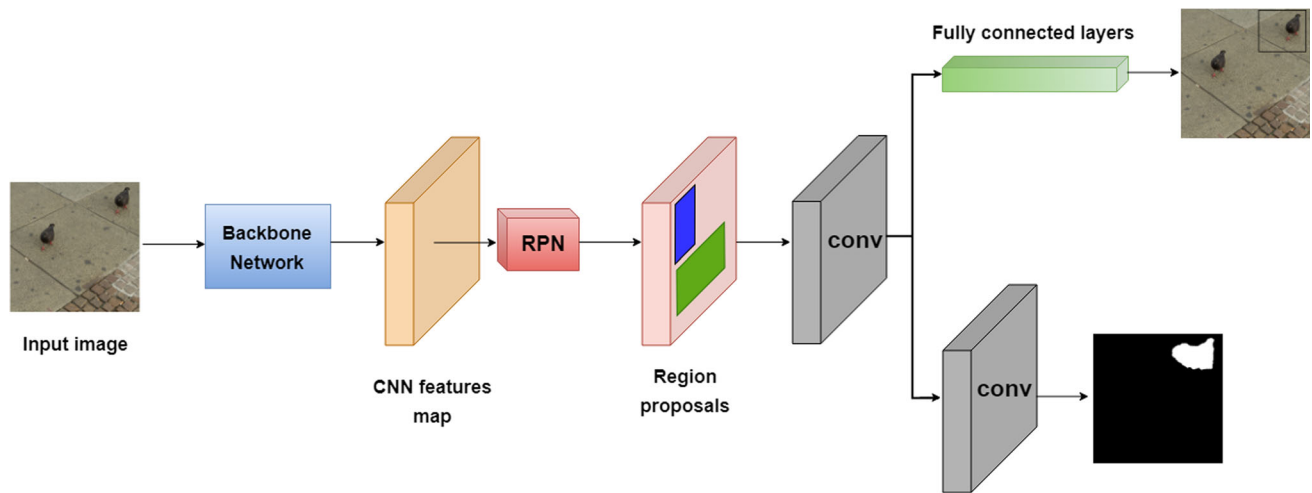 Fully connected layers
Backbone
Network
RPN
conv
Input image
CNN features
map
Region
proposals
conv